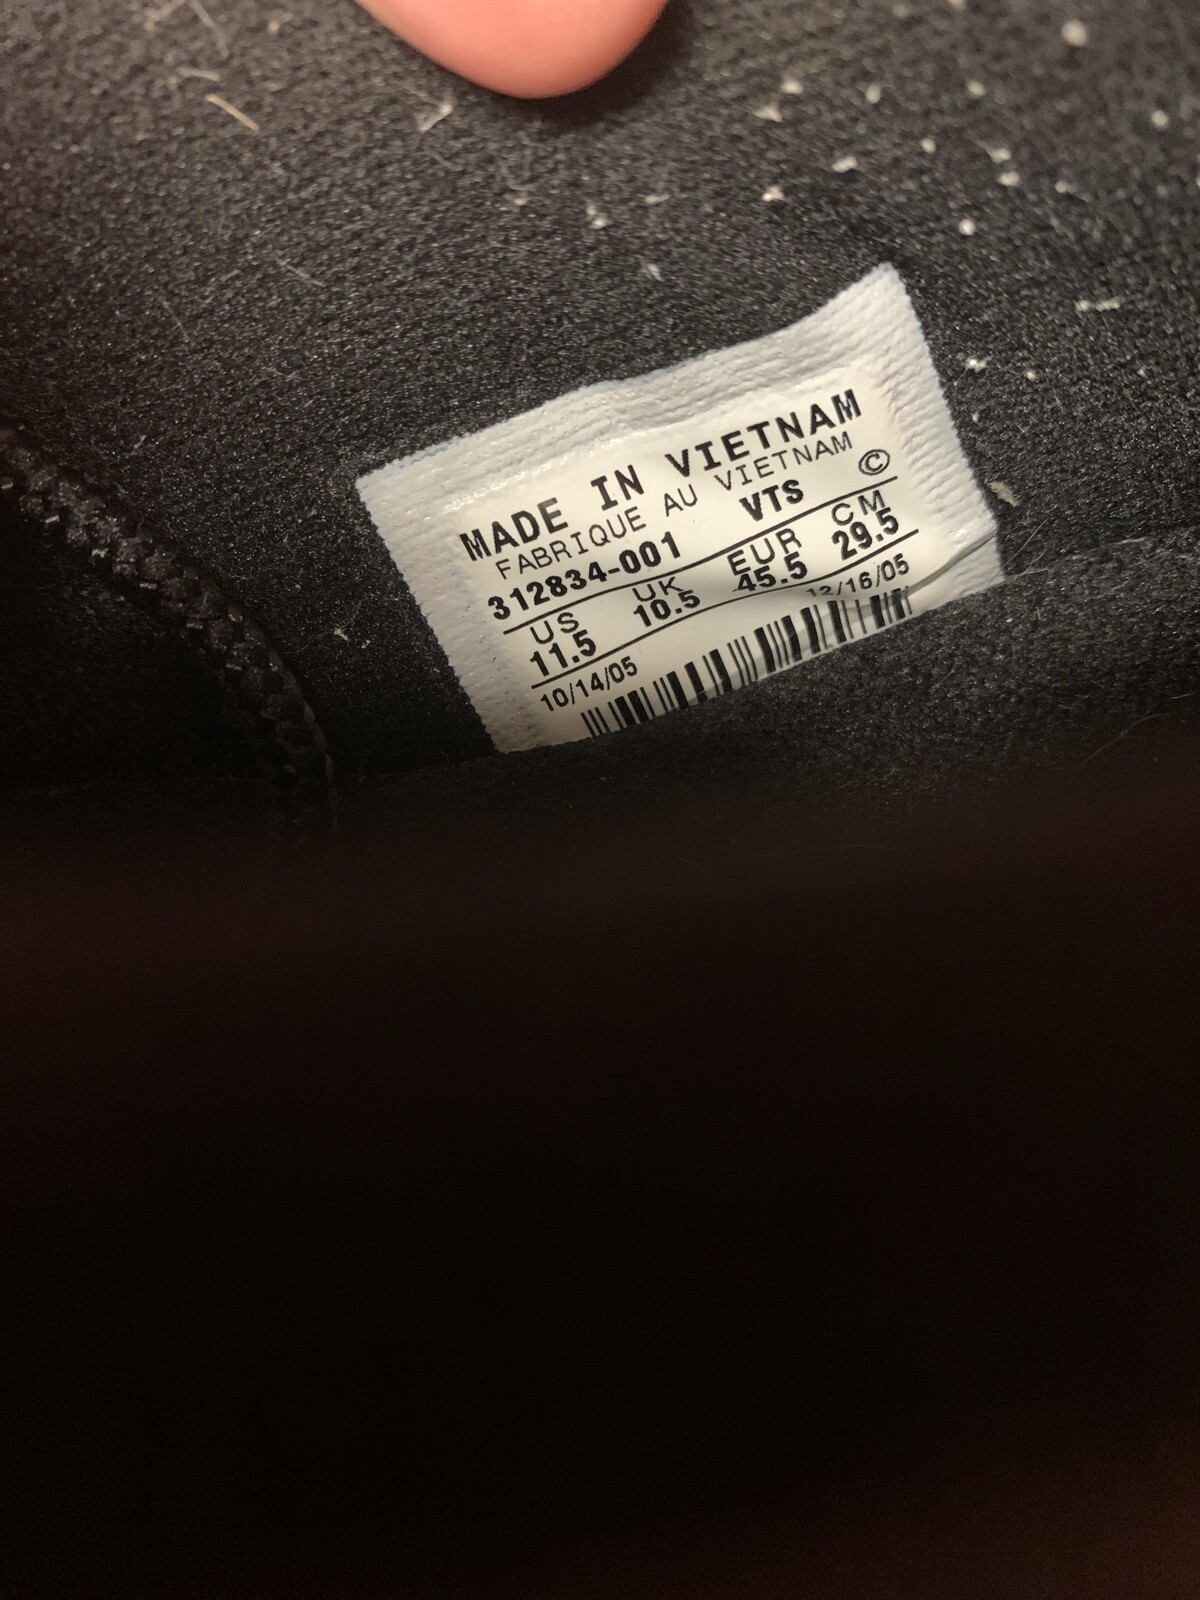 MADE IN VIETNAM
FABRIQUE AU VIETNAM
312834-001 VTS ©
US UK EUR CM
11.5 10.5 45.5 29.5
10/14/05 12/16/05